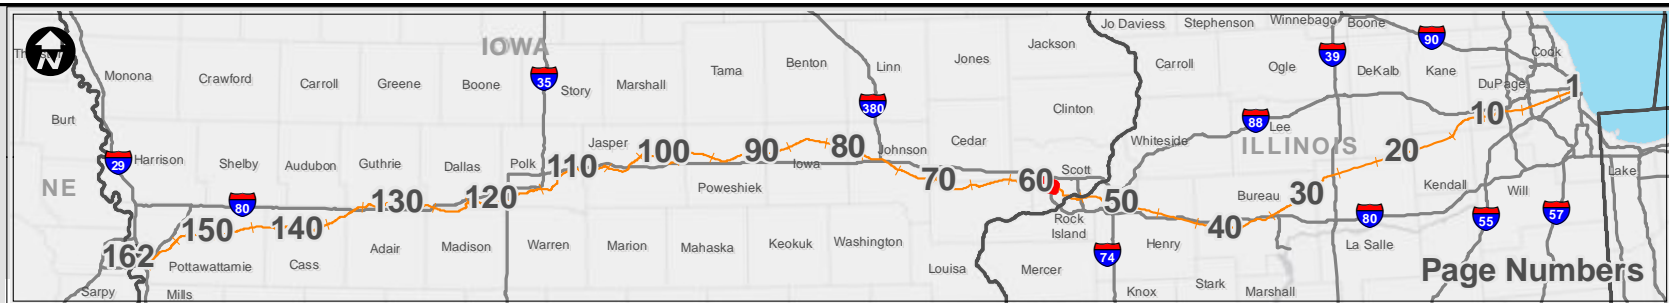 N
IOWA
ILLINOIS
NE
Th
Monona
Crawford
Carroll
Greene
Boone
35
Story
Marshall
Tama
Benton
Linn
Jones
Jackson
Jo Daviess
Stephenson
Winnebago
Boone
90
39
Carroll
Ogle
DeKalb
Kane
Cook
DuPage
1
10
Burt
380
Clinton
88
Lee
Whiteside
20
29
Harrison
Shelby
Audubon
Guthrie
Dallas
Polk
Jasper
110
100
90
80
Iowa
Johnson
Cedar
70
60
Scott
50
Poweshiek
80
130
120
Bureau
30
Kendall
Will
Lake
162
150
140
Rock
Island
40
80
55
57
Pottawattamie
Cass
Adair
Madison
Warren
Marion
Mahaska
Keokuk
Washington
Louisa
Mercer
74
Henry
La Salle
Sarpy
Mills
Knox
Stark
Marshall
Page Numbers